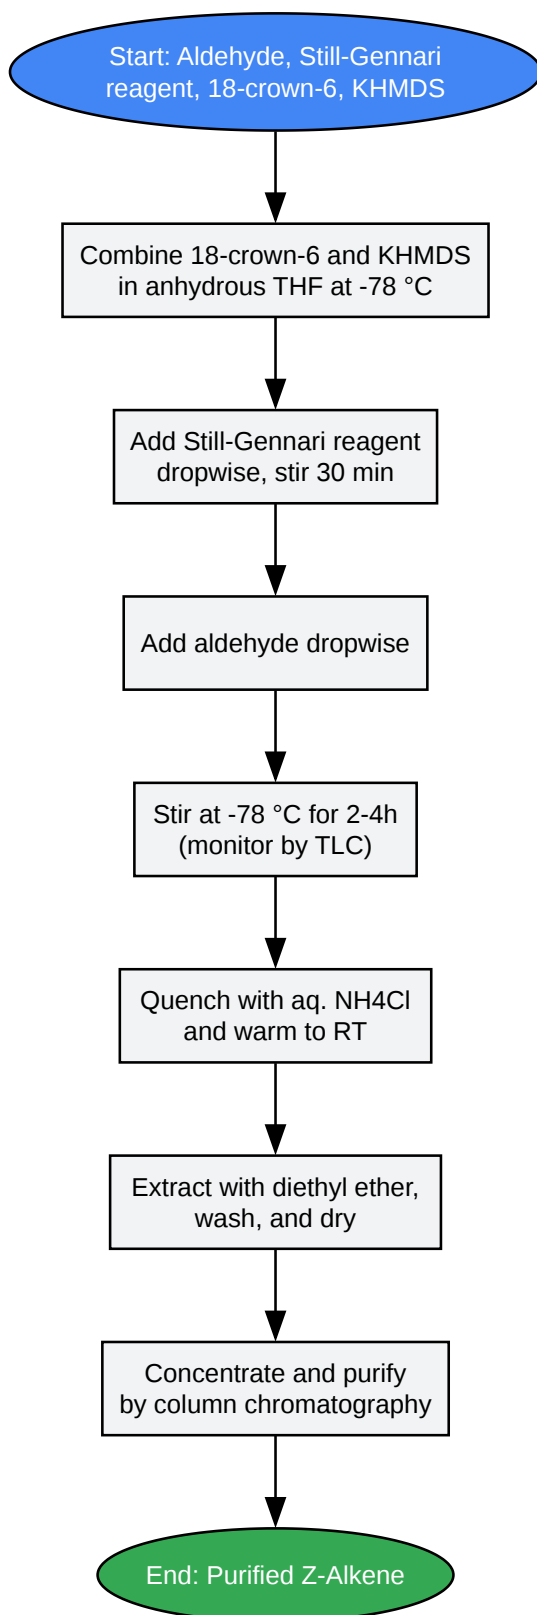 Start: Aldehyde, Still-Gennari
reagent, 18-crown-6, KHMDS
Combine 18-crown-6 and KHMDS
in anhydrous THF at -78 °C
Add Still-Gennari reagent
dropwise, stir 30 min
Add aldehyde dropwise
Stir at -78 °C for 2-4h
(monitor by TLC)
Quench with aq. NH4Cl
and warm to RT
Extract with diethyl ether,
wash, and dry
Concentrate and purify
by column chromatography
End: Purified Z-Alkene